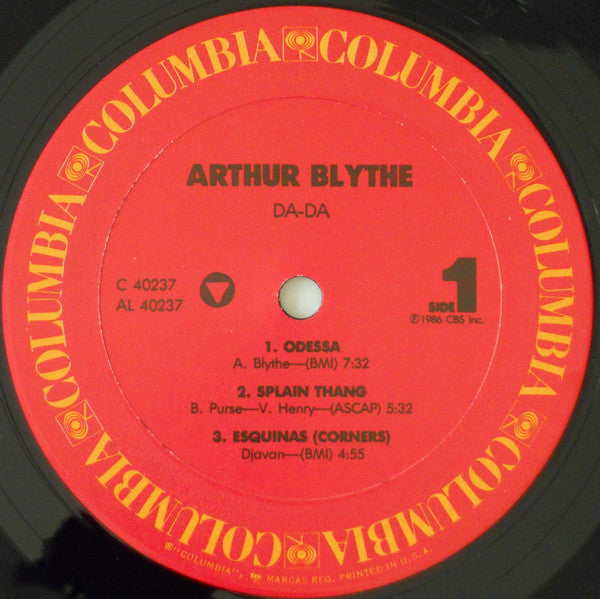 COLUMBIA COLUMBIA COLUMBIA COLUMBIA COLUMBIA COLUMBIA
ARTHUR BLYTHE
DA-DA
C 40237
AL 40237
SIDE 1
℗1986 CBS Inc.
1. ODESSA
A. Blythe—(BMI) 7:32
2. SPLAIN THANG
B. Purse—V. Henry—(ASCAP) 5:32
3. ESQUINAS (CORNERS)
Djavan—(BMI) 4:55
®"COLUMBIA", MARCAS REG. PRINTED IN U.S.A.